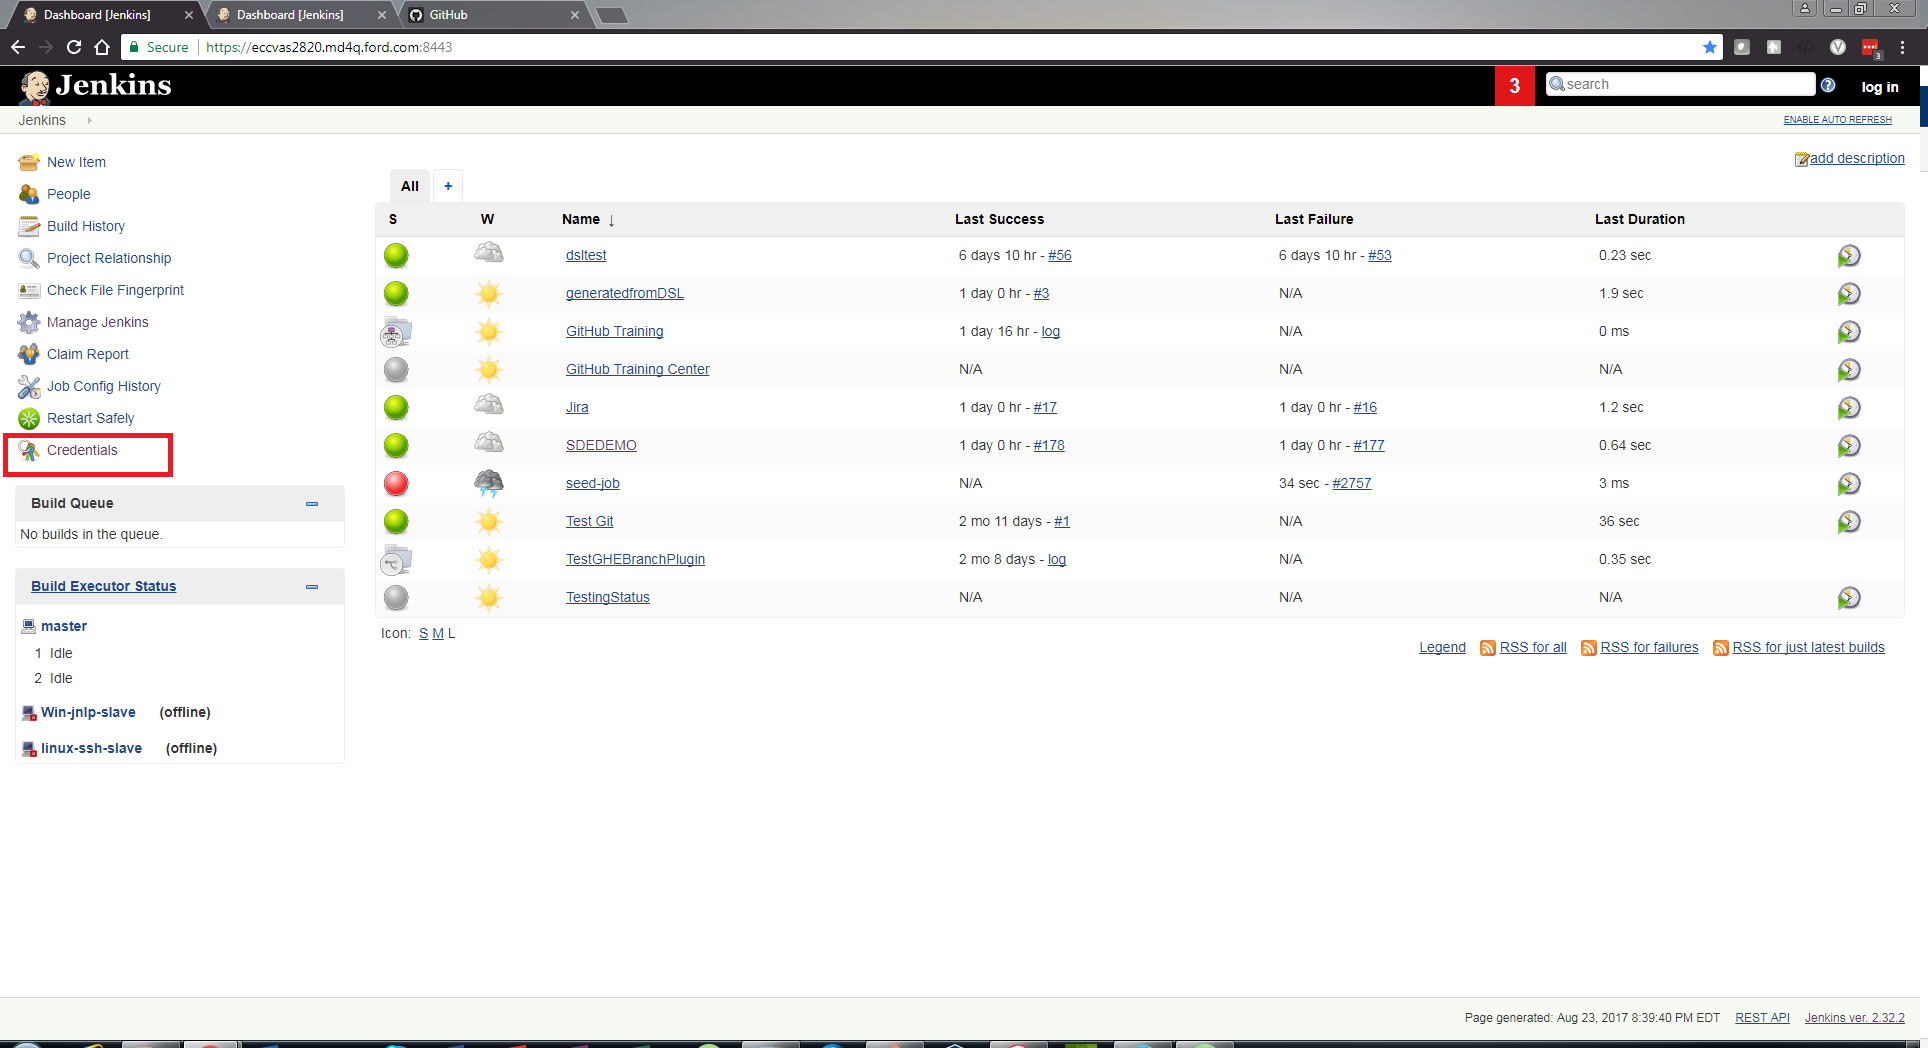 Dashboard [Jenkins]
Dashboard [Jenkins]
GitHub
Secure
https://eccvas2820.md4q.ford.com:8443
3
Jenkins
3
search
log in
Jenkins
ENABLE AUTO REFRESH
New Item
People
Build History
Project Relationship
Check File Fingerprint
Manage Jenkins
Claim Report
Job Config History
Restart Safely
Credentials
Build Queue
No builds in the queue.
Build Executor Status
master
1 Idle
2 Idle
Win-jnlp-slave (offline)
linux-ssh-slave (offline)
add description
All +
S W Name ↓ Last Success Last Failure Last Duration
dsltest 6 days 10 hr - #56 6 days 10 hr - #53 0.23 sec
generatedfromDSL 1 day 0 hr - #3 N/A 1.9 sec
GitHub Training 1 day 16 hr - log N/A 0 ms
GitHub Training Center N/A N/A N/A
Jira 1 day 0 hr - #17 1 day 0 hr - #16 1.2 sec
SDEDEMO 1 day 0 hr - #178 1 day 0 hr - #177 0.64 sec
seed-job N/A 34 sec - #2757 3 ms
Test Git 2 mo 11 days - #1 N/A 36 sec
TestGHEBranchPlugin 2 mo 8 days - log N/A 0.35 sec
TestingStatus N/A N/A N/A
Icon: S M L
Legend RSS for all RSS for failures RSS for just latest builds
Page generated: Aug 23, 2017 8:39:40 PM EDT REST API Jenkins ver. 2.32.2